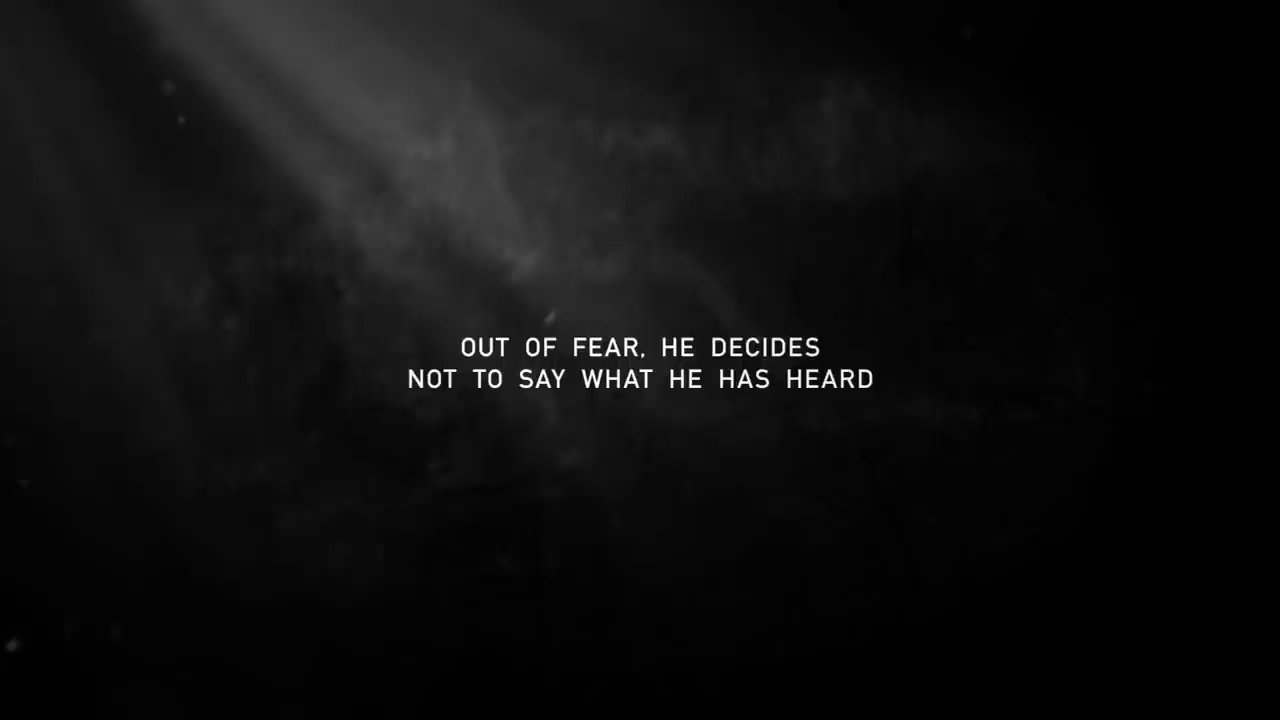 OUT OF FEAR, HE DECIDES
NOT TO SAY WHAT HE HAS HEARD